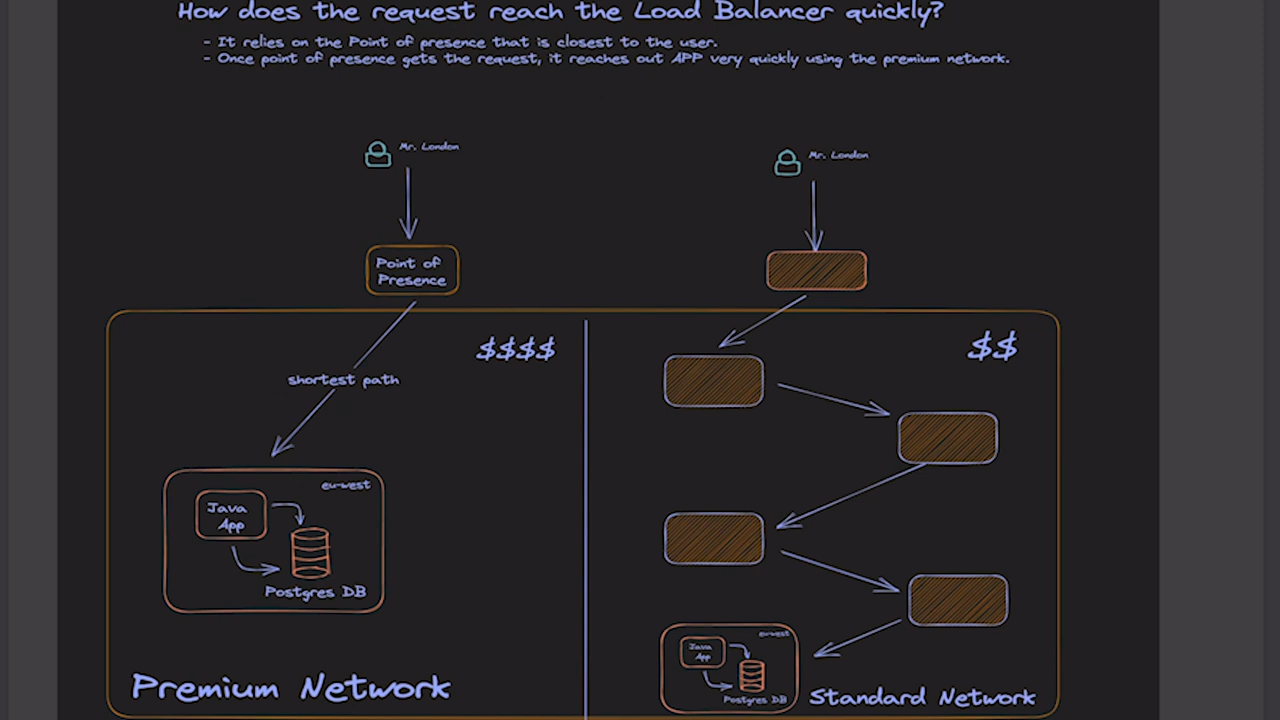 How does the request reach the Load Balancer quickly?
- It relies on the Point of presence that is closest to the user.
- Once point of presence gets the request, it reaches out APP very quickly using the premium network.
Mr. London
Mr. London
Point of
Presence
$$$$
$$
shortest path
eu-west
Java
App
Postgres DB
eu-west
Java
App
Postgres DB
Premium Network
Standard Network